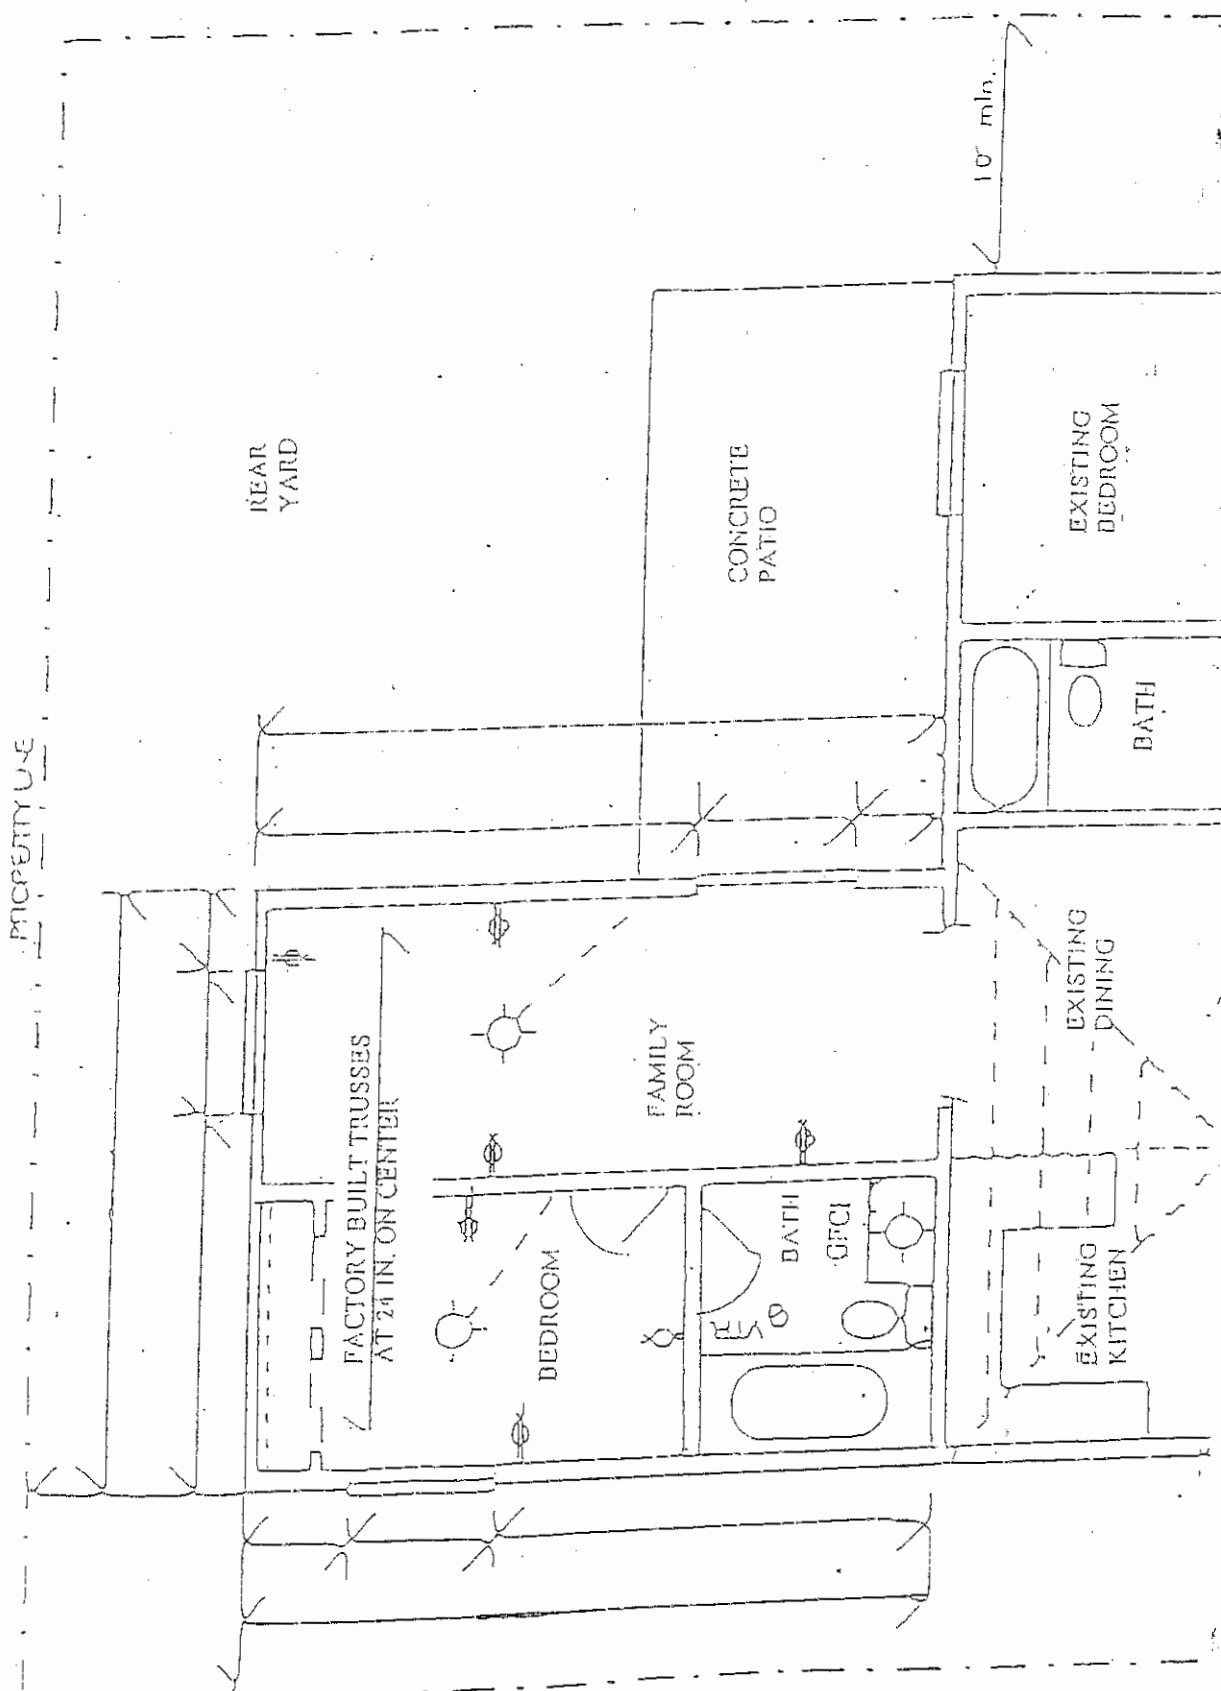 PROPERTY LINE
10' min.
REAR
YARD
CONCRETE
PATIO
EXISTING
BEDROOM
BATH
FACTORY BUILT TRUSSES
AT 24 IN. ON CENTER
FAMILY
ROOM
EXISTING
DINING
BEDROOM
BATH
GFCI
EXISTING
KITCHEN